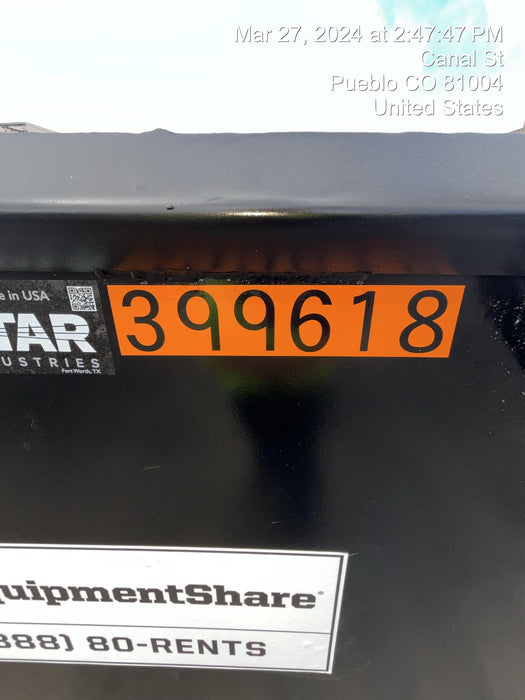 Mar 27, 2024 at 2:47:47 PM
Canal St
Pueblo CO 81004
United States
e in USA
TAR
USTRIES
Fort Worth, TX
399618
quipmentShare
888) 80-RENTS